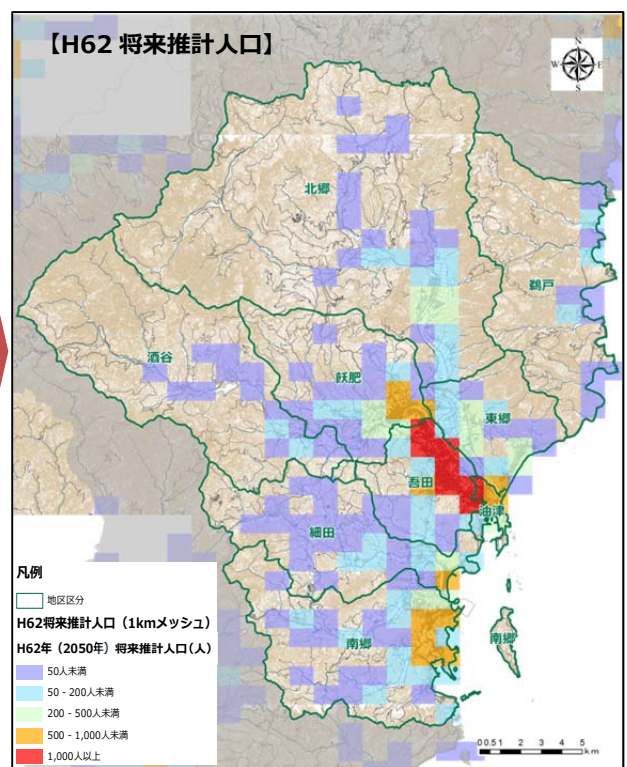 【H62 将来推計人口】
N
W E
S
北郷
鵜戸
酒谷
飫肥
東郷
吾田
油津
細田
南郷
南郷
凡例
地区区分
H62将来推計人口（1kmメッシュ）
H62年（2050年）将来推計人口(人)
50人未満
50 - 200人未満
200 - 500人未満
500 - 1,000人未満
1,000人以上
0 0.5 1 2 3 4 5
km